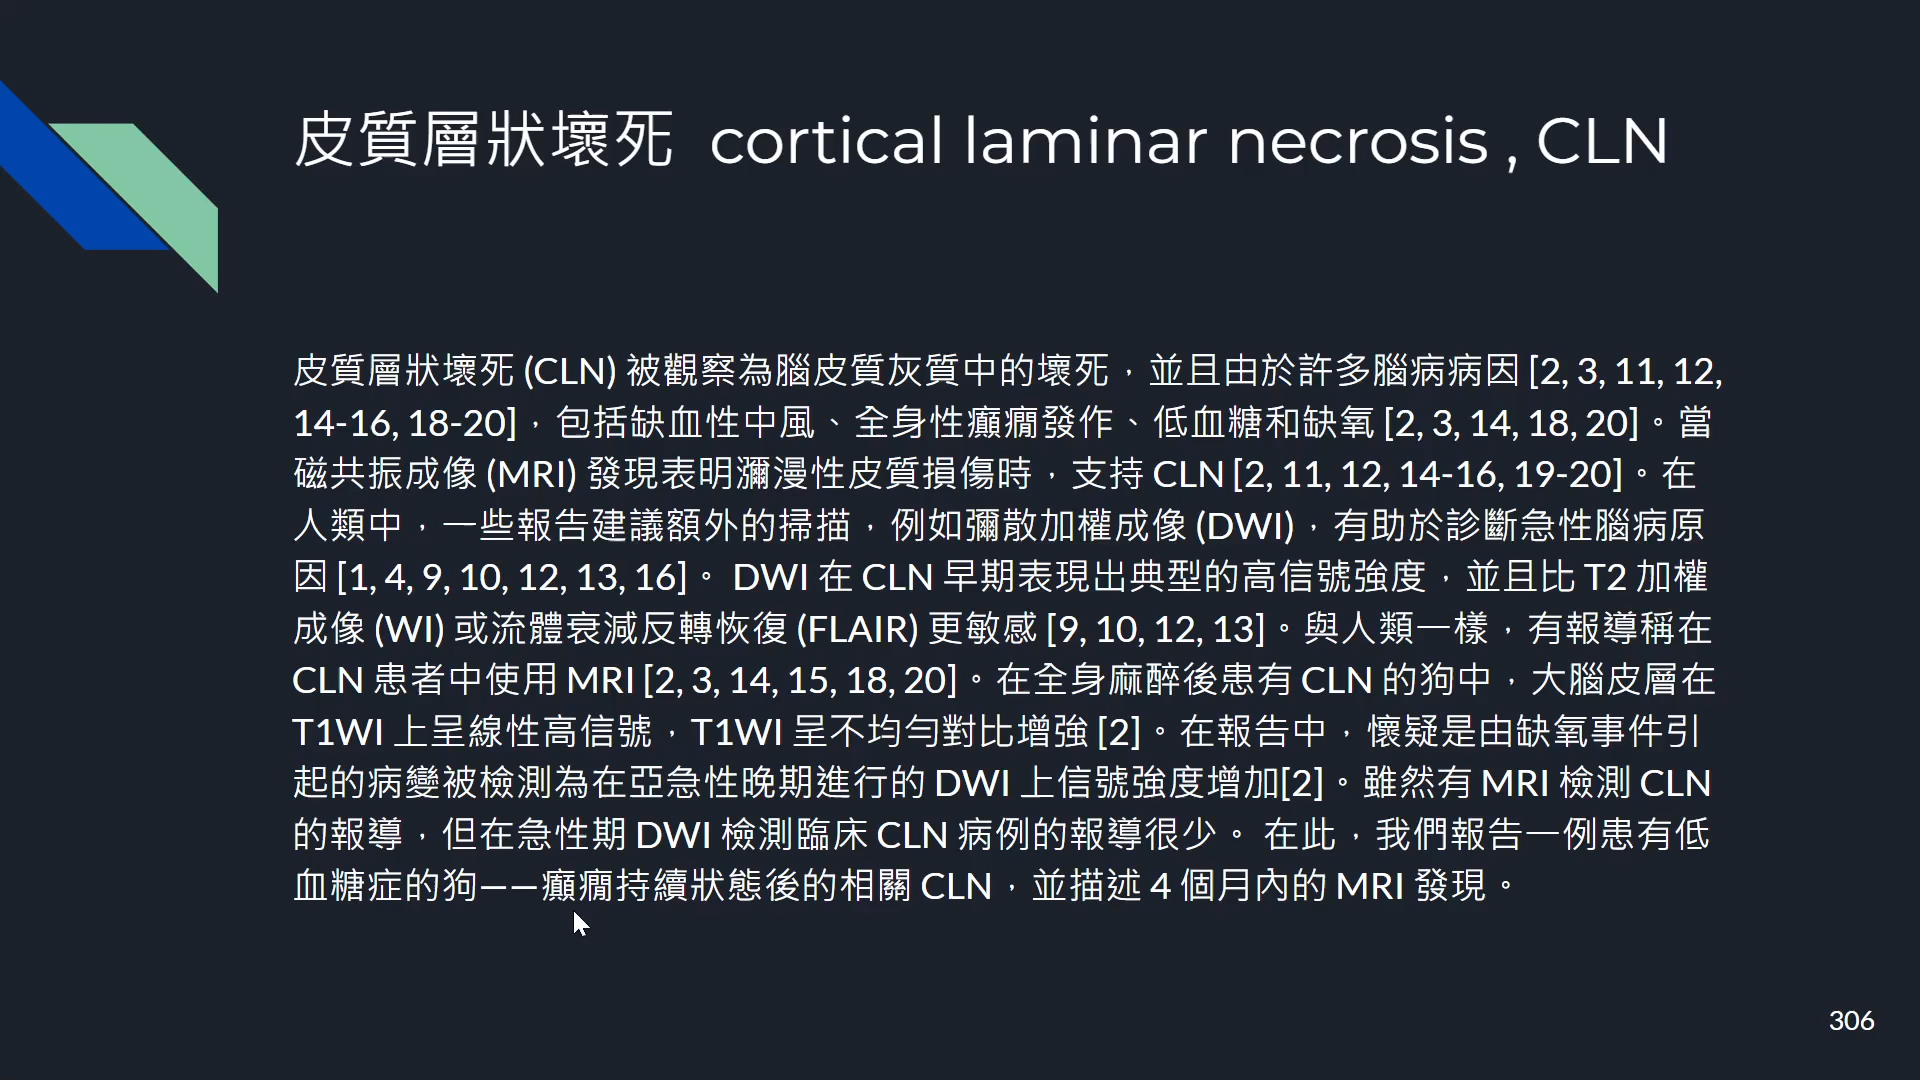 皮質層狀壞死 cortical laminar necrosis , CLN
皮質層狀壞死 (CLN) 被觀察為腦皮質灰质中的壞死，並且由於許多腦病病因 [2, 3, 11, 12,
14-16, 18-20]，包括缺血性中風、全身性癲癇發作、低血糖和缺氧 [2, 3, 14, 18, 20]。當
磁共振成像 (MRI) 發現表明瀰漫性皮質損傷時，支持 CLN [2, 11, 12, 14-16, 19-20]。在
人類中，一些報告建議額外的掃描，例如彌散加權成像 (DWI)，有助於診斷急性腦病原
因 [1, 4, 9, 10, 12, 13, 16]。 DWI 在 CLN 早期表現出典型的高信號強度，並且比 T2 加權
成像 (WI) 或流體衰減反轉恢復 (FLAIR) 更敏感 [9, 10, 12, 13]。與人類一樣，有報導稱在
CLN 患者中使用 MRI [2, 3, 14, 15, 18, 20]。在全身麻醉後患有 CLN 的狗中，大腦皮層在
T1WI 上呈線性高信號，T1WI 呈不均勻對比增強 [2]。在報告中，懷疑是由缺氧事件引
起的病變被檢測為在亞急性晚期進行的 DWI 上信號強度增加[2]。雖然有 MRI 檢測 CLN
的報導，但在急性期 DWI 檢測臨床 CLN 病例的報導很少。 在此，我們報告一例患有低
血糖症的狗——癲癇持續狀態後的相關 CLN，並描述 4 個月內的 MRI 發現。
306